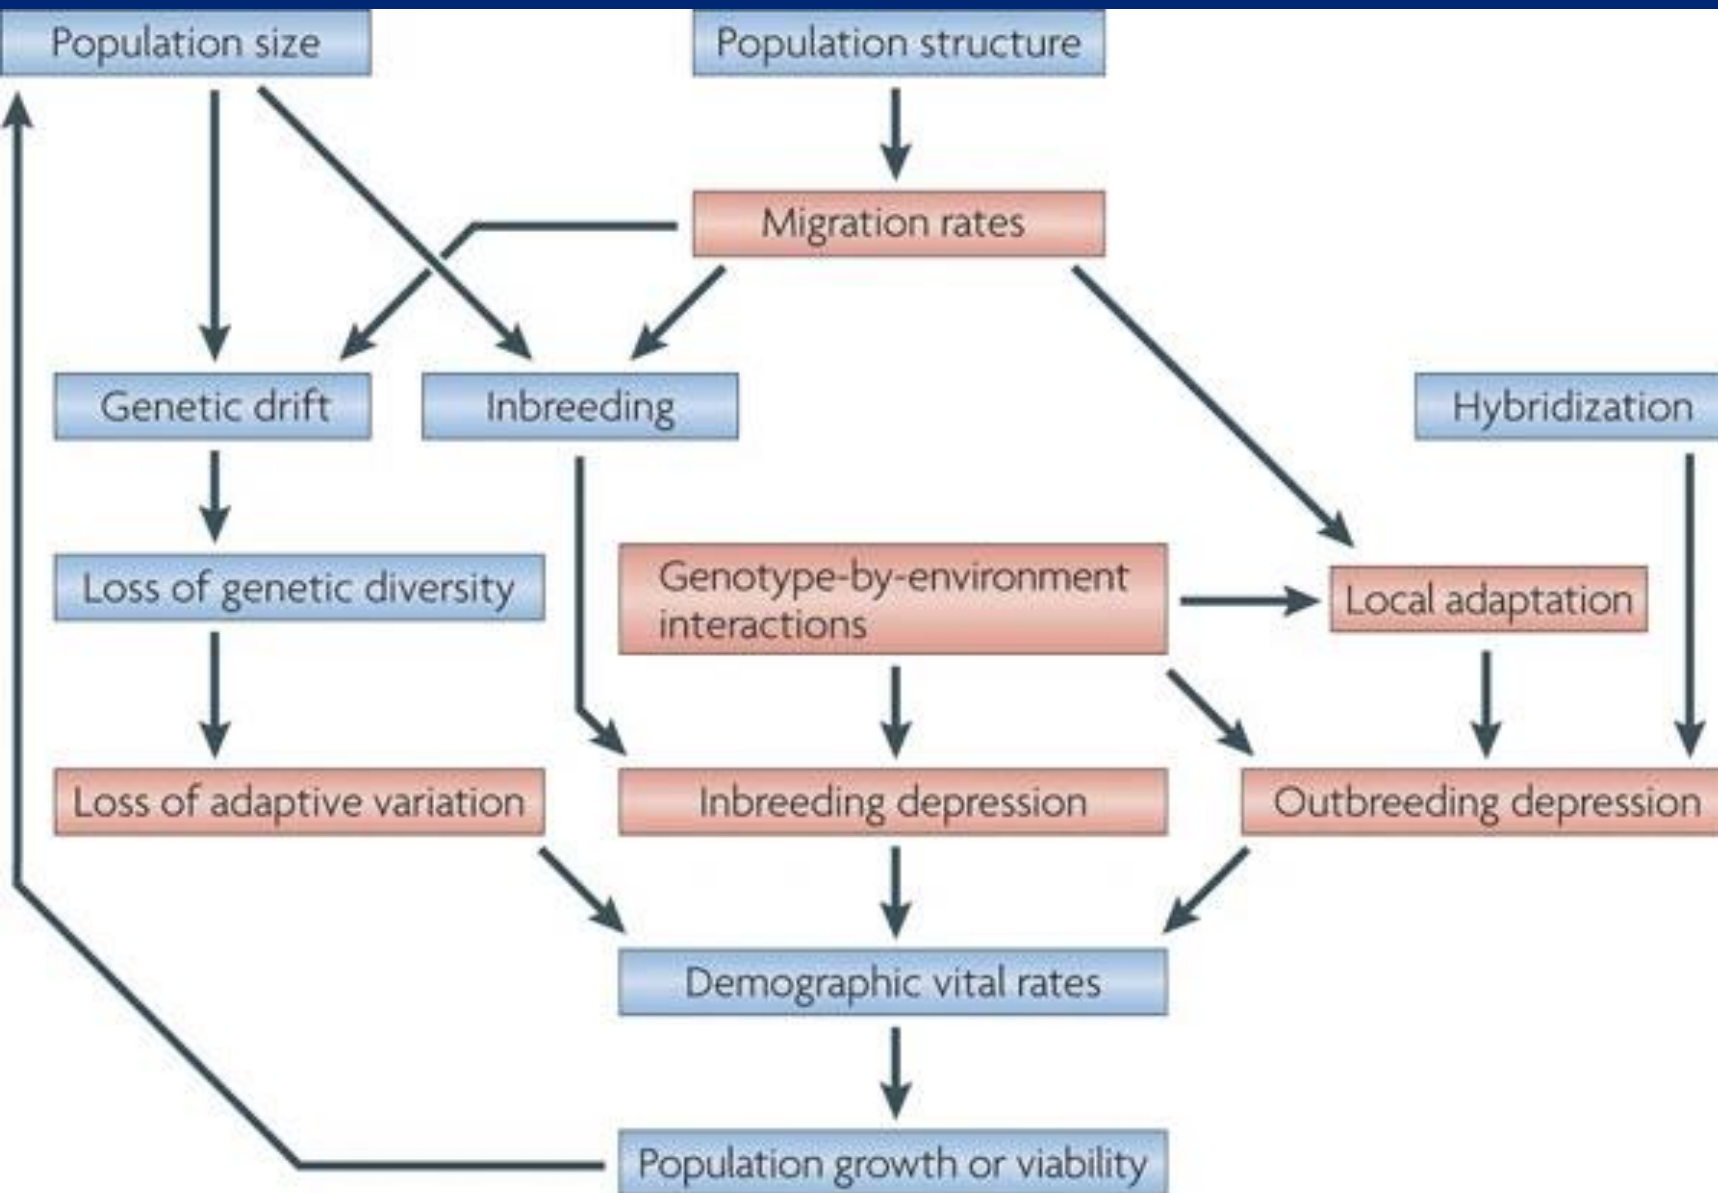 Population size
Population structure
Migration rates
Genetic drift
Inbreeding
Hybridization
Loss of genetic diversity
Genotype-by-environment
interactions
Local adaptation
Loss of adaptive variation
Inbreeding depression
Outbreeding depression
Demographic vital rates
Population growth or viability